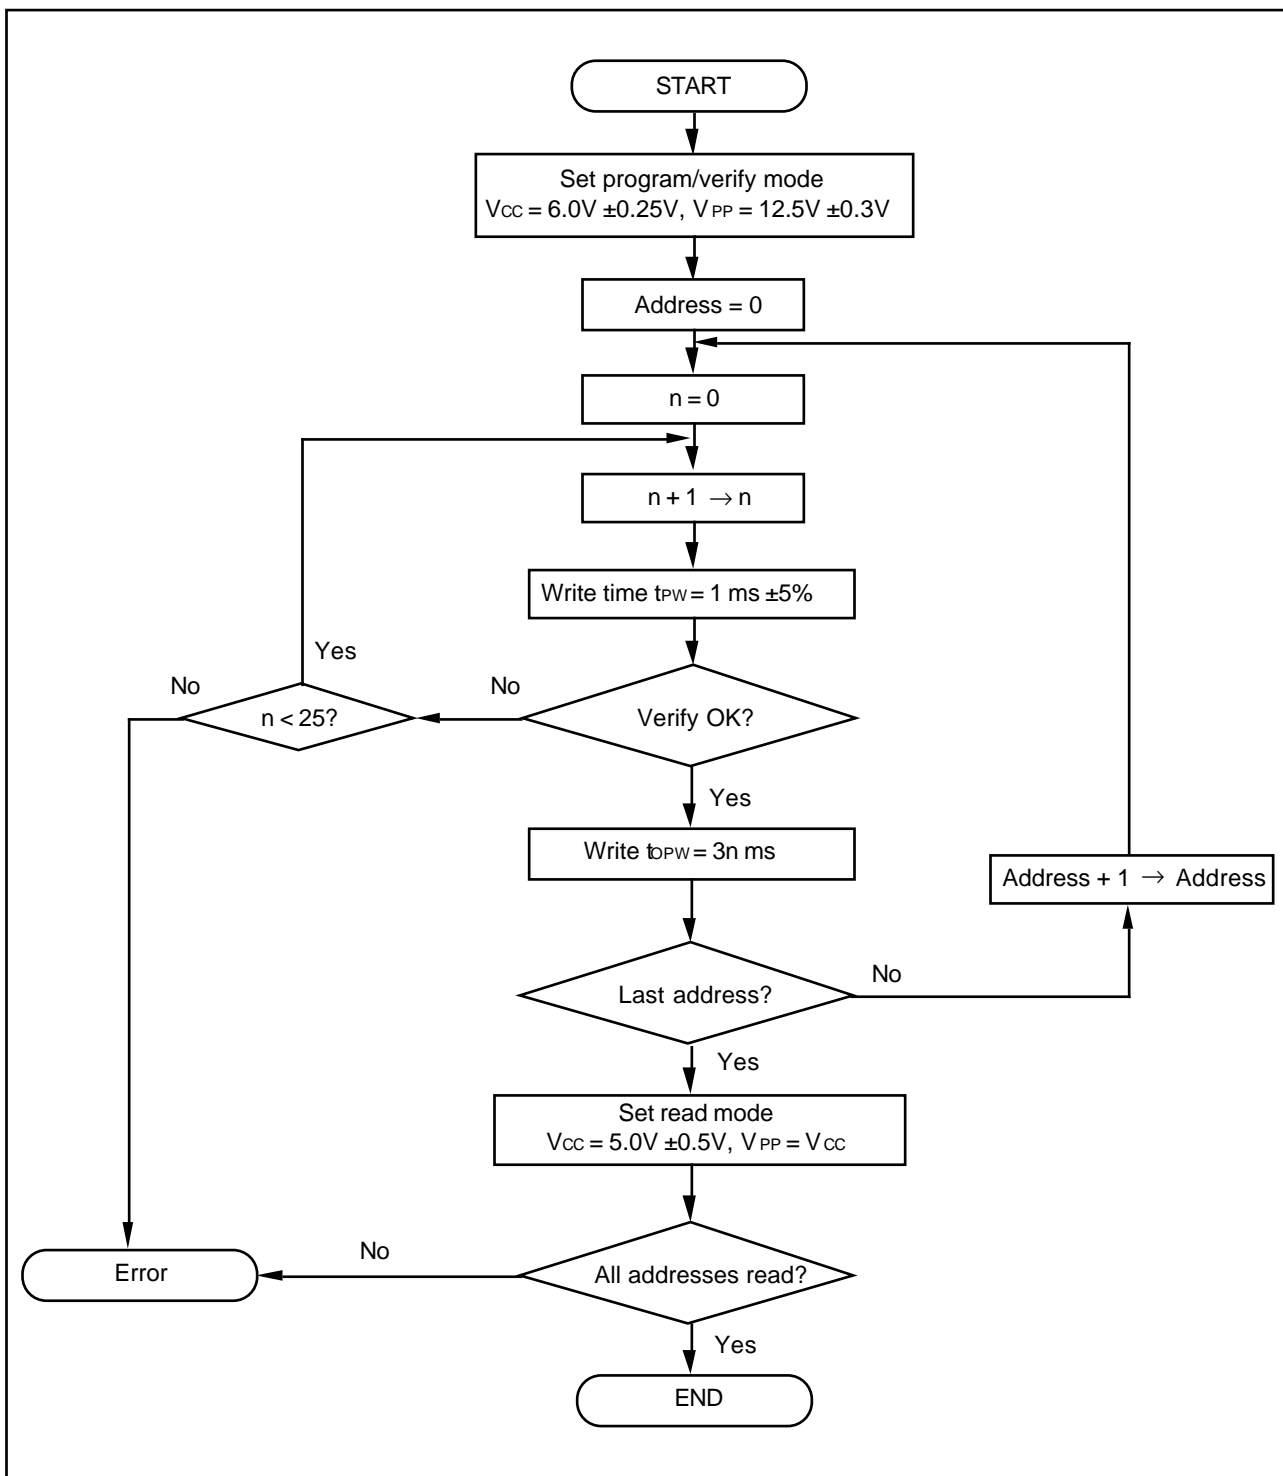 START
Set program/verify mode
VCC = 6.0V ±0.25V, VPP = 12.5V ±0.3V
Address = 0
n = 0
n + 1 → n
Write time tPW = 1 ms ±5%
Yes
No
No
n < 25?
Verify OK?
Yes
Write tOPW = 3n ms
Address + 1 → Address
No
Last address?
Yes
Set read mode
VCC = 5.0V ±0.5V, VPP = VCC
No
Error
All addresses read?
Yes
END